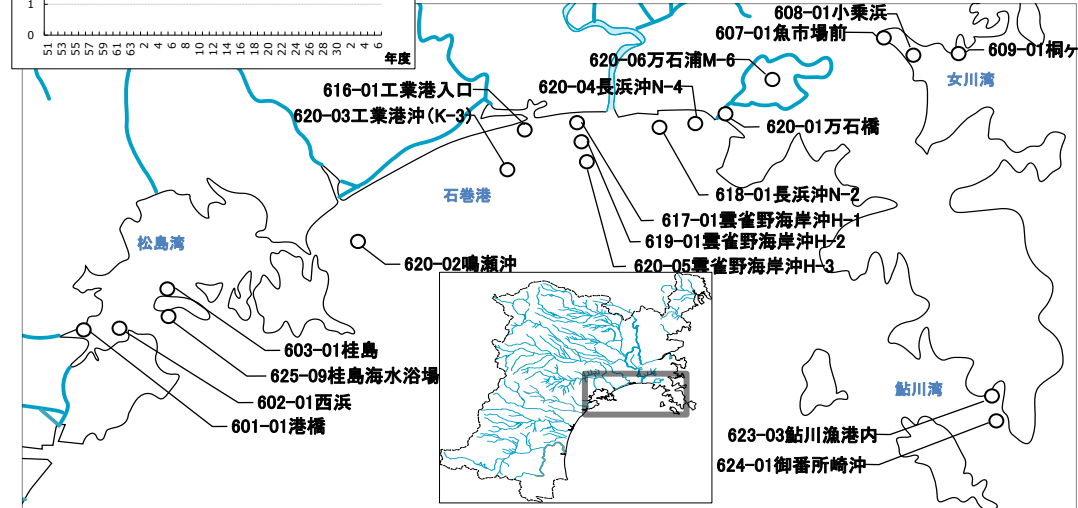 1
0
51 53 55 57 59 61 63 2 4 6 8 10 12 14 16 18 20 22 24 26 28 30 2 4 6
年度
608-01小乗浜
607-01魚市場前
609-01桐ヶ
女川湾
620-06万石浦M-6
616-01工業港入口
620-04長浜沖N-4
620-03工業港沖(K-3)
620-01万石橋
石巻港
618-01長浜沖N-2
617-01雲雀野海岸沖H-1
松島湾
619-01雲雀野海岸沖H-2
620-02鳴瀬沖
620-05雲雀野海岸沖H-3
603-01桂島
625-09桂島海水浴場
鮎川湾
602-01西浜
601-01港橋
623-03鮎川漁港内
624-01御番所崎沖